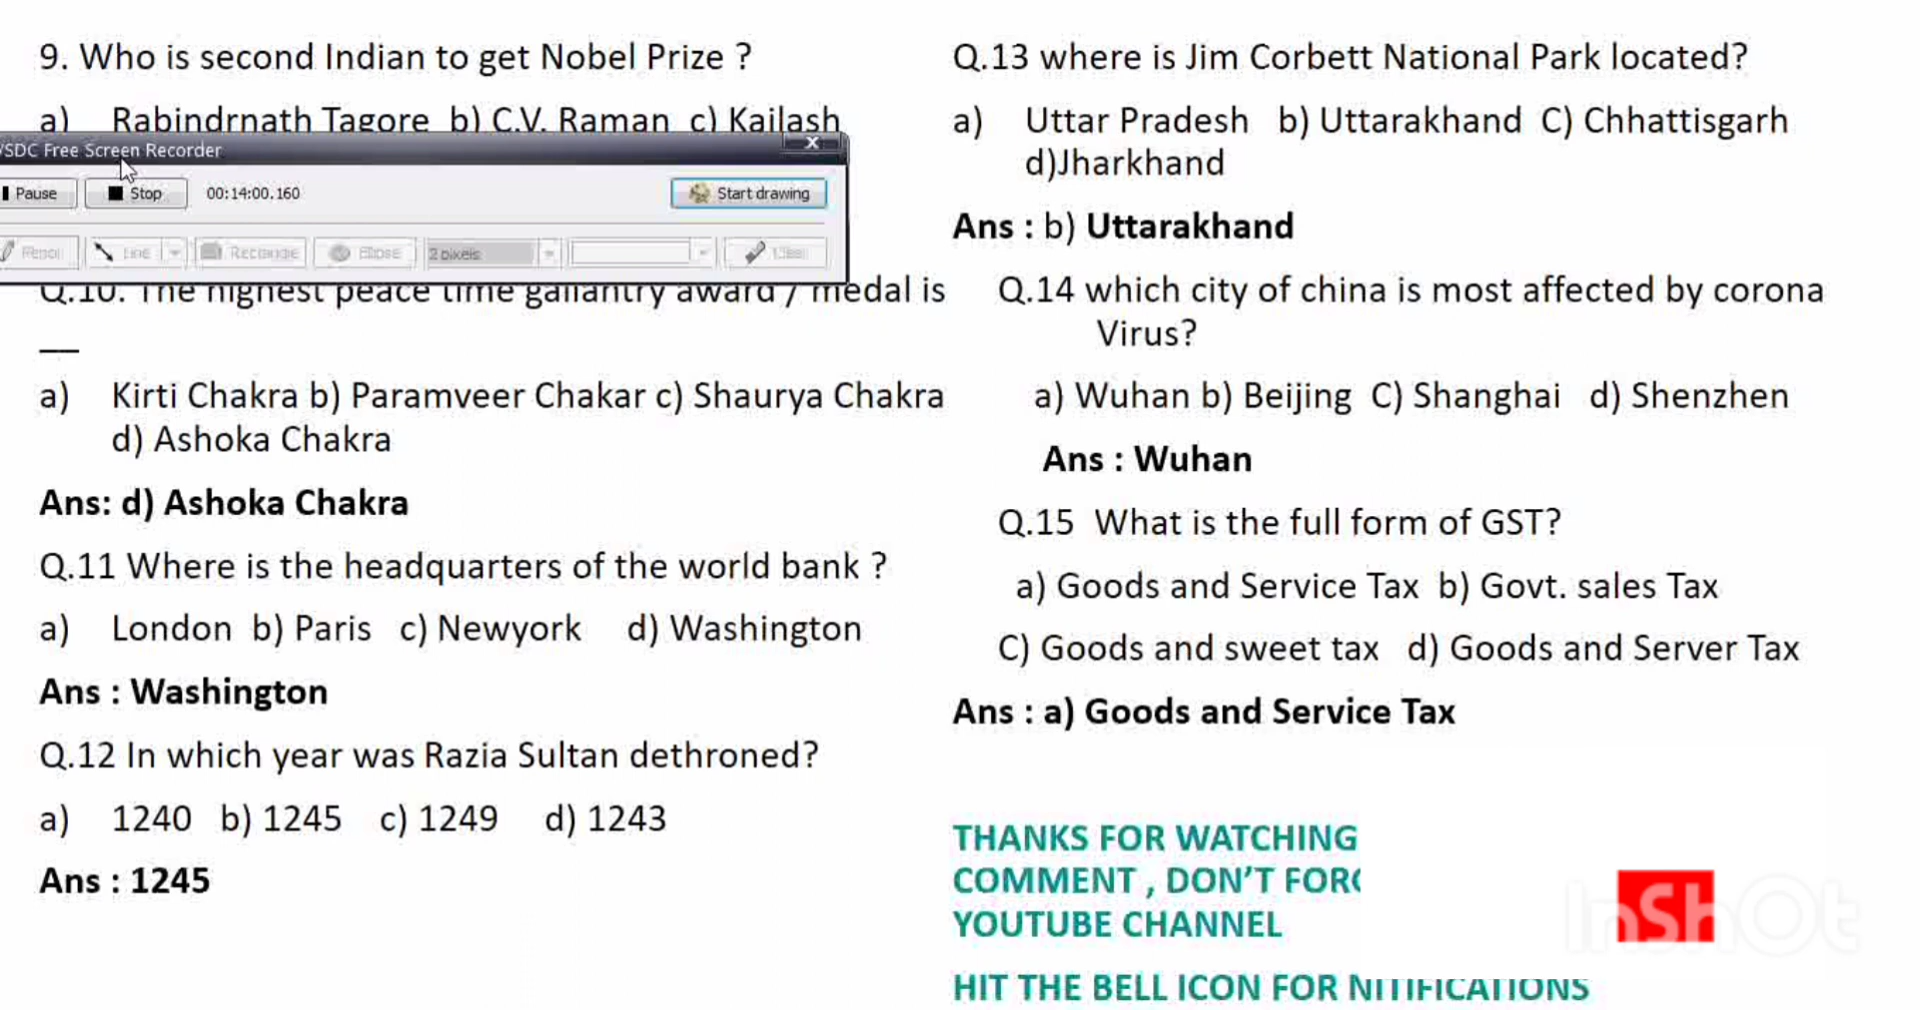 9. Who is second Indian to get Nobel Prize ?
a) Rabindrnath Tagore b) C.V. Raman c) Kailash
SDC Free Screen Recorder
Pause Stop 00:14:00.160 Start drawing
Pencil Line Rectangle Ellipse 2 pixels Clear
Q.10. The highest peace time gallantry award / medal is
__
a) Kirti Chakra b) Paramveer Chakar c) Shaurya Chakra
d) Ashoka Chakra
Ans: d) Ashoka Chakra
Q.11 Where is the headquarters of the world bank ?
a) London b) Paris c) Newyork d) Washington
Ans : Washington
Q.12 In which year was Razia Sultan dethroned?
a) 1240 b) 1245 c) 1249 d) 1243
Ans : 1245
Q.13 where is Jim Corbett National Park located?
a) Uttar Pradesh b) Uttarakhand C) Chhattisgarh
d)Jharkhand
Ans : b) Uttarakhand
Q.14 which city of china is most affected by corona
Virus?
a) Wuhan b) Beijing C) Shanghai d) Shenzhen
Ans : Wuhan
Q.15 What is the full form of GST?
a) Goods and Service Tax b) Govt. sales Tax
C) Goods and sweet tax d) Goods and Server Tax
Ans : a) Goods and Service Tax
THANKS FOR WATCHING
COMMENT , DON’T
YOUTUBE CHANNEL
HIT THE BELL ICON FOR NITIFICATIONS
InShOt